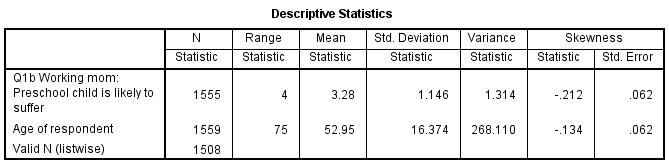 Descriptive Statistics
N Range Mean Std. Deviation Variance Skewness
Statistic Statistic Statistic Statistic Statistic Statistic Std. Error
Q1b Working mom:
Preschool child is likely to
suffer 1555 4 3.28 1.146 1.314 -.212 .062
Age of respondent 1559 75 52.95 16.374 268.110 -.134 .062
Valid N (listwise) 1508